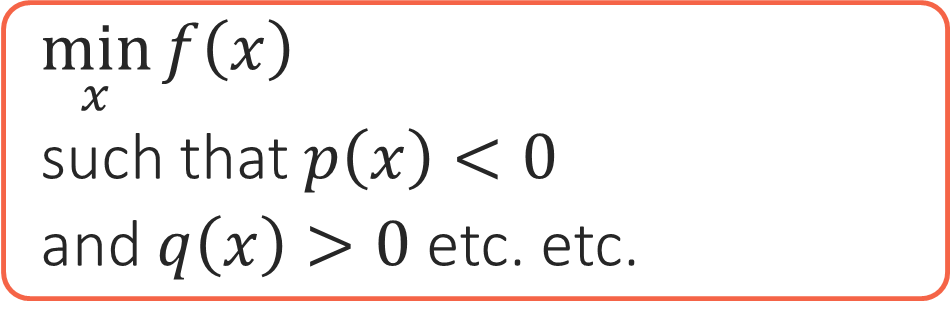 min f(x)
x
such that p(x) < 0
and q(x) > 0 etc. etc.